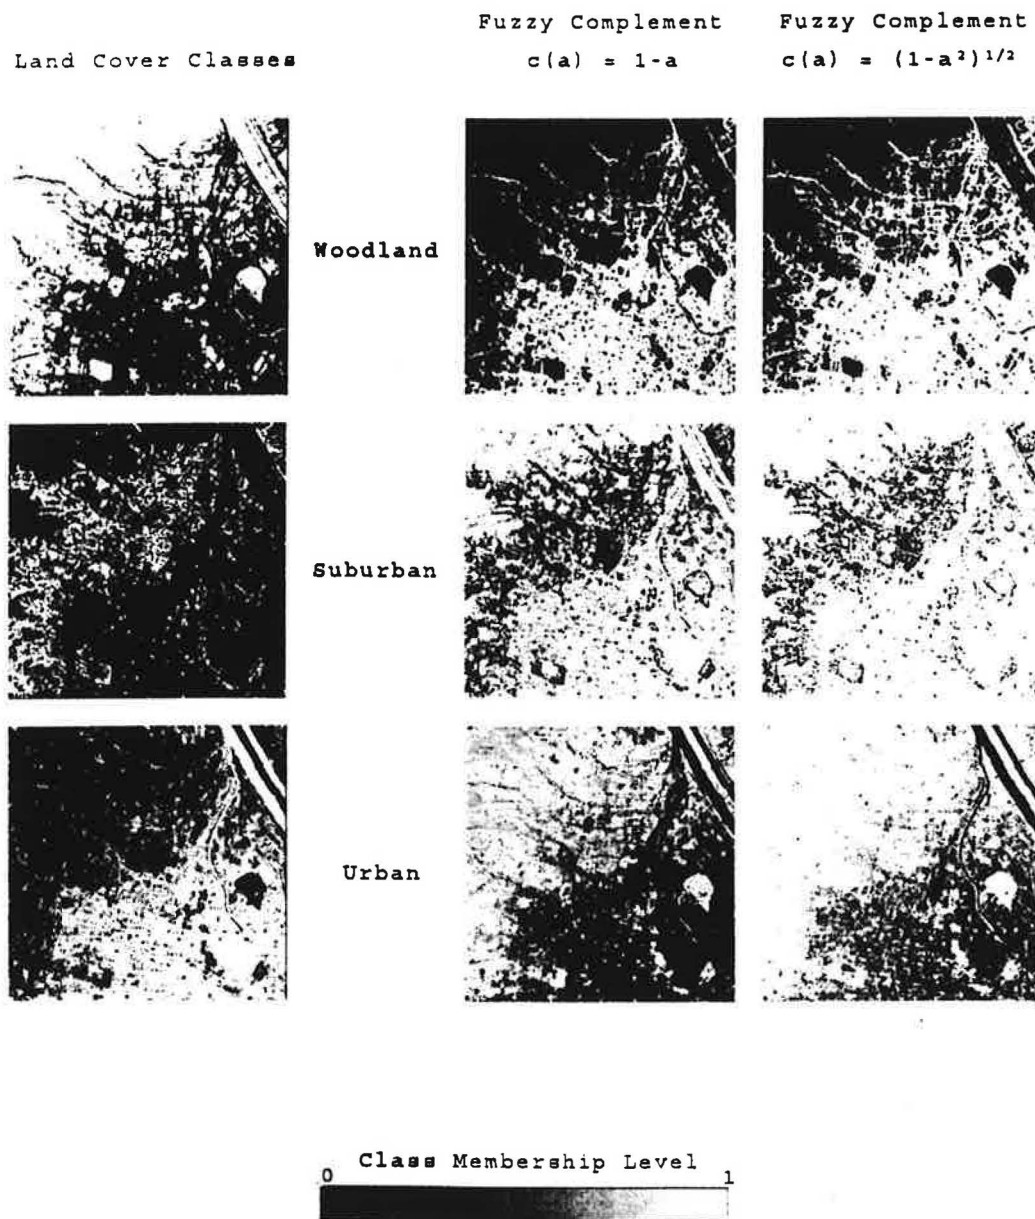 Fuzzy Complement
Fuzzy Complement
Land Cover Classes
c(a) = 1-a
c(a) = (1-a²)¹/²
Woodland
Suburban
Urban
Class Membership Level
0
1